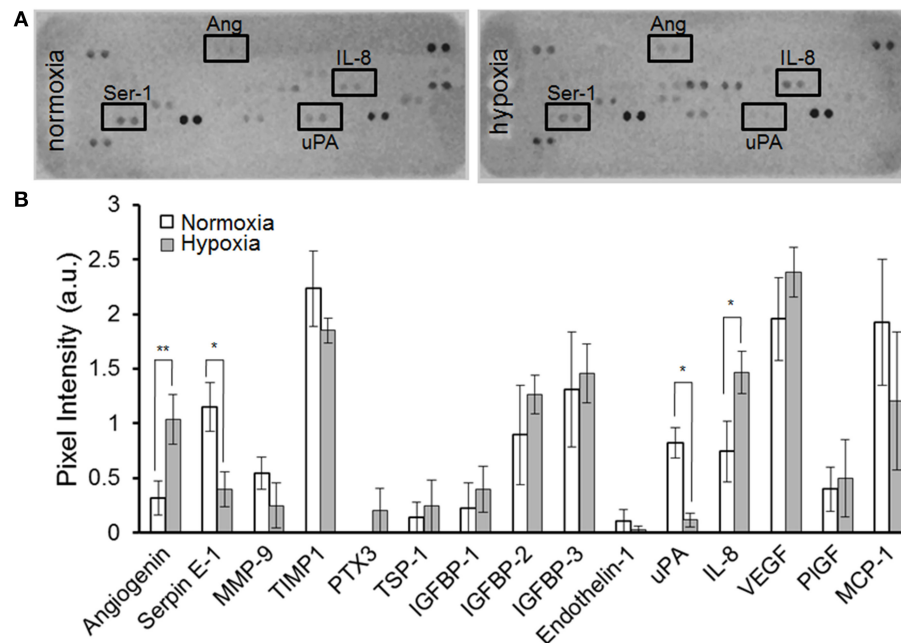 A
normoxia
Ang
IL-8
Ser-1
uPA
hypoxia
Ang
IL-8
Ser-1
uPA
B
Pixel Intensity (a.u.)
3
2.5
2
1.5
1
0.5
0
Normoxia
Hypoxia
**
*
*
*
Angiogenin
Serpin E-1
MMP-9
TIMP1
PTX3
TSP-1
IGFBP-1
IGFBP-2
IGFBP-3
Endothelin-1
uPA
IL-8
VEGF
PlGF
MCP-1